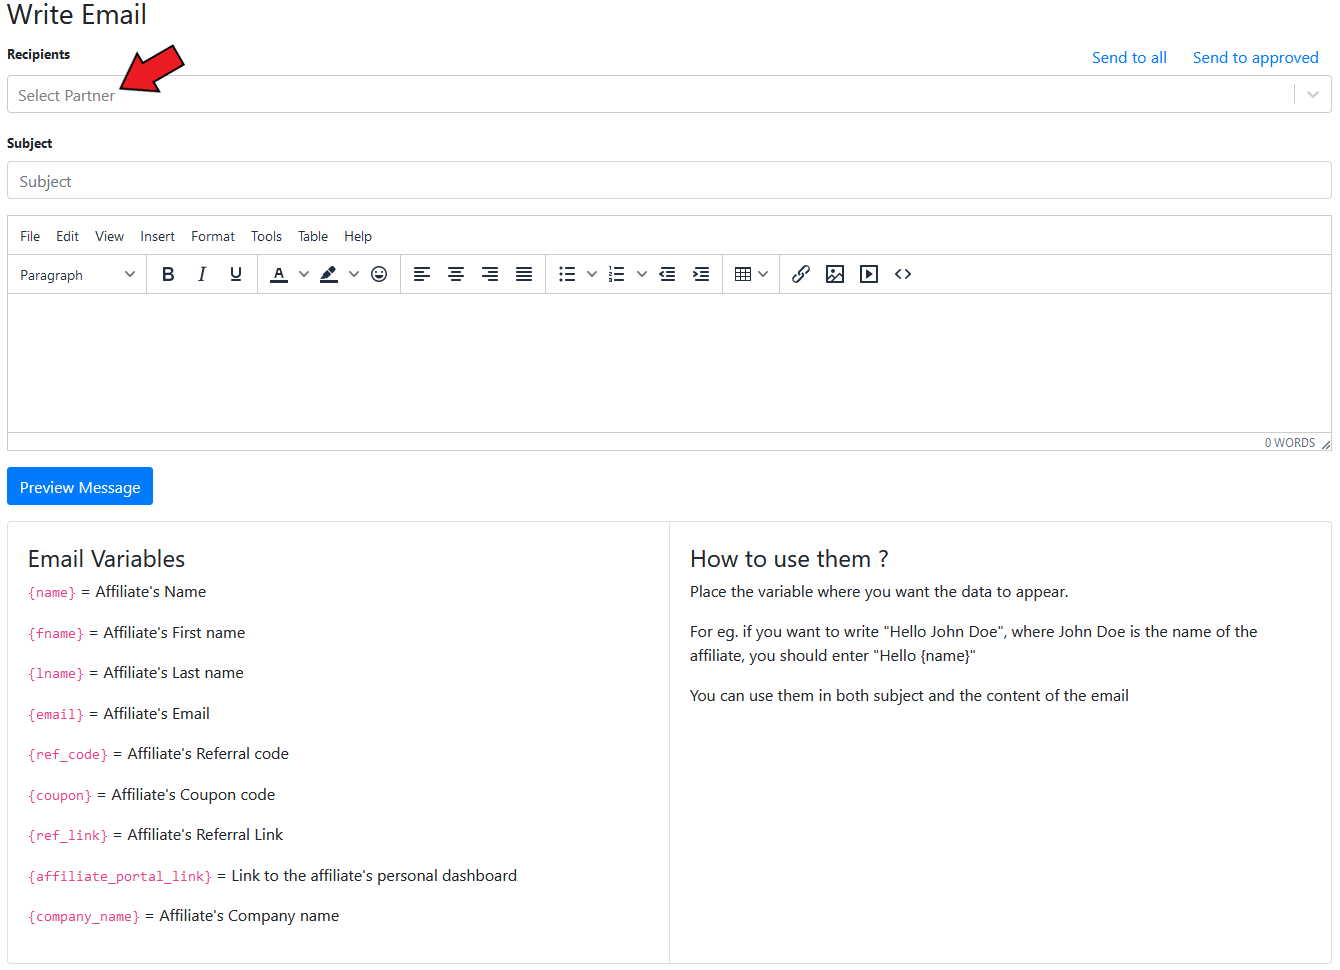 Write Email
Recipients
Send to all Send to approved
Select Partner
Subject
Subject
File Edit View Insert Format Tools Table Help
Paragraph B I U A
0 WORDS
Preview Message
Email Variables
{name} = Affiliate's Name
{fname} = Affiliate's First name
{lname} = Affiliate's Last name
{email} = Affiliate's Email
{ref_code} = Affiliate's Referral code
{coupon} = Affiliate's Coupon code
{ref_link} = Affiliate's Referral Link
{affiliate_portal_link} = Link to the affiliate's personal dashboard
{company_name} = Affiliate's Company name
How to use them ?
Place the variable where you want the data to appear.
For eg. if you want to write "Hello John Doe", where John Doe is the name of the
affiliate, you should enter "Hello {name}"
You can use them in both subject and the content of the email